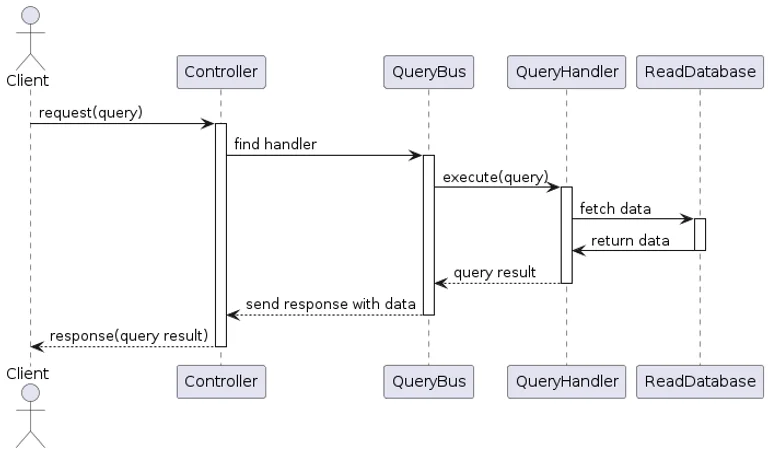 Client
Controller
QueryBus
QueryHandler
ReadDatabase
request(query)
find handler
execute(query)
fetch data
return data
query result
send response with data
response(query result)
Client
Controller
QueryBus
QueryHandler
ReadDatabase